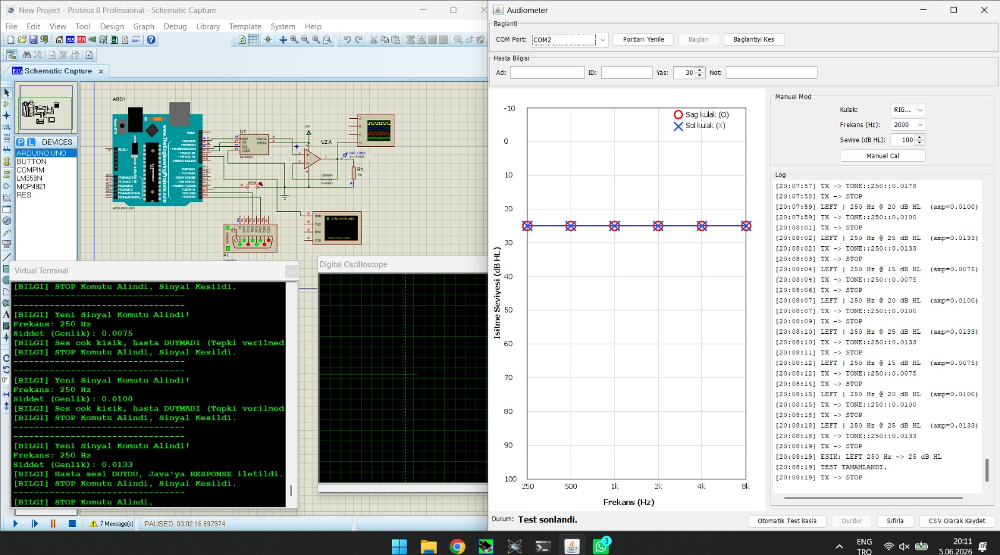 New Project - Proteus 8 Professional - Schematic Capture
File Edit View Tool Design Graph Debug Library Template System Help
Schematic Capture
P L DEVICES
ARDUINO UNO
BUTTON
COMPIM
LM358N
MCP4921
RES
ARD1
ARDUINO UNO
www.TheEngineeringProjects.com
U1
MCP4921
U2:A
LM358N
R1
10k
A
B
C
D
P1
RXD
TXD
RTS
CTS
Virtual Terminal
[BILGI] STOP Komutu Alindi, Sinyal Kesildi.
----------------------------------
----------------------------------
[BILGI] Yeni Sinyal Komutu Alindi!
Frekans: 250 Hz
Siddet (Genlik): 0.0075
[BILGI] Ses cok kisik, hasta DUYMADI (Tepki verilmed
[BILGI] STOP Komutu Alindi, Sinyal Kesildi.
----------------------------------
----------------------------------
[BILGI] Yeni Sinyal Komutu Alindi!
Frekans: 250 Hz
Siddet (Genlik): 0.0100
[BILGI] Ses cok kisik, hasta DUYMADI (Tepki verilmed
[BILGI] STOP Komutu Alindi, Sinyal Kesildi.
----------------------------------
----------------------------------
[BILGI] Yeni Sinyal Komutu Alindi!
Frekans: 250 Hz
Siddet (Genlik): 0.0133
[BILGI] Hasta sesi DUYDU, Java'ya RESPONSE iletildi.
[BILGI] STOP Komutu Alindi, Sinyal Kesildi.
----------------------------------
[BILGI] STOP Komutu Alindi,
Digital Oscilloscope
7 Message(s)
PAUSED: 00:02:16.897974
Audiometer
Baglanti
COM Port: COM2 Portlari Yenile Baglan Baglantiyi Kes
Hasta Bilgisi
Ad: ID: Yas: 30 Not:
Sag kulak (O)
Sol kulak (X)
Isitme Seviyesi (dB HL)
-10
0
10
20
30
40
50
60
70
80
90
100
250 500 1k 2k 4k 8k
Frekans (Hz)
Manuel Mod
Kulak: RIG...
Frekans (Hz): 2000
Seviye (dB HL): 100
Manuel Cal
Log
[20:07:57] TX -> TONE::250::0.0178
[20:07:58] TX -> STOP
[20:07:59] LEFT | 250 Hz @ 20 dB HL (amp=0.0100)
[20:07:59] TX -> TONE::250::0.0100
[20:08:01] TX -> STOP
[20:08:02] LEFT | 250 Hz @ 25 dB HL (amp=0.0133)
[20:08:02] TX -> TONE::250::0.0133
[20:08:03] TX -> STOP
[20:08:04] LEFT | 250 Hz @ 15 dB HL (amp=0.0075)
[20:08:04] TX -> TONE::250::0.0075
[20:08:06] TX -> STOP
[20:08:07] LEFT | 250 Hz @ 20 dB HL (amp=0.0100)
[20:08:07] TX -> TONE::250::0.0100
[20:08:09] TX -> STOP
[20:08:10] LEFT | 250 Hz @ 25 dB HL (amp=0.0133)
[20:08:10] TX -> TONE::250::0.0133
[20:08:11] TX -> STOP
[20:08:12] LEFT | 250 Hz @ 15 dB HL (amp=0.0075)
[20:08:12] TX -> TONE::250::0.0075
[20:08:14] TX -> STOP
[20:08:15] LEFT | 250 Hz @ 20 dB HL (amp=0.0100)
[20:08:15] TX -> TONE::250::0.0100
[20:08:18] TX -> STOP
[20:08:18] LEFT | 250 Hz @ 25 dB HL (amp=0.0133)
[20:08:18] TX -> TONE::250::0.0133
[20:08:19] TX -> STOP
[20:08:19] ESIK: LEFT 250 Hz -> 25 dB HL
[20:08:19] TEST TAMAMLANDI.
[20:08:19] TX -> STOP
Durum: Test sonlandi.
Otomatik Test Basla Durdur Sifirla CSV Olarak Kaydet
3
ENG
TRQ
20:11
5.06.2026